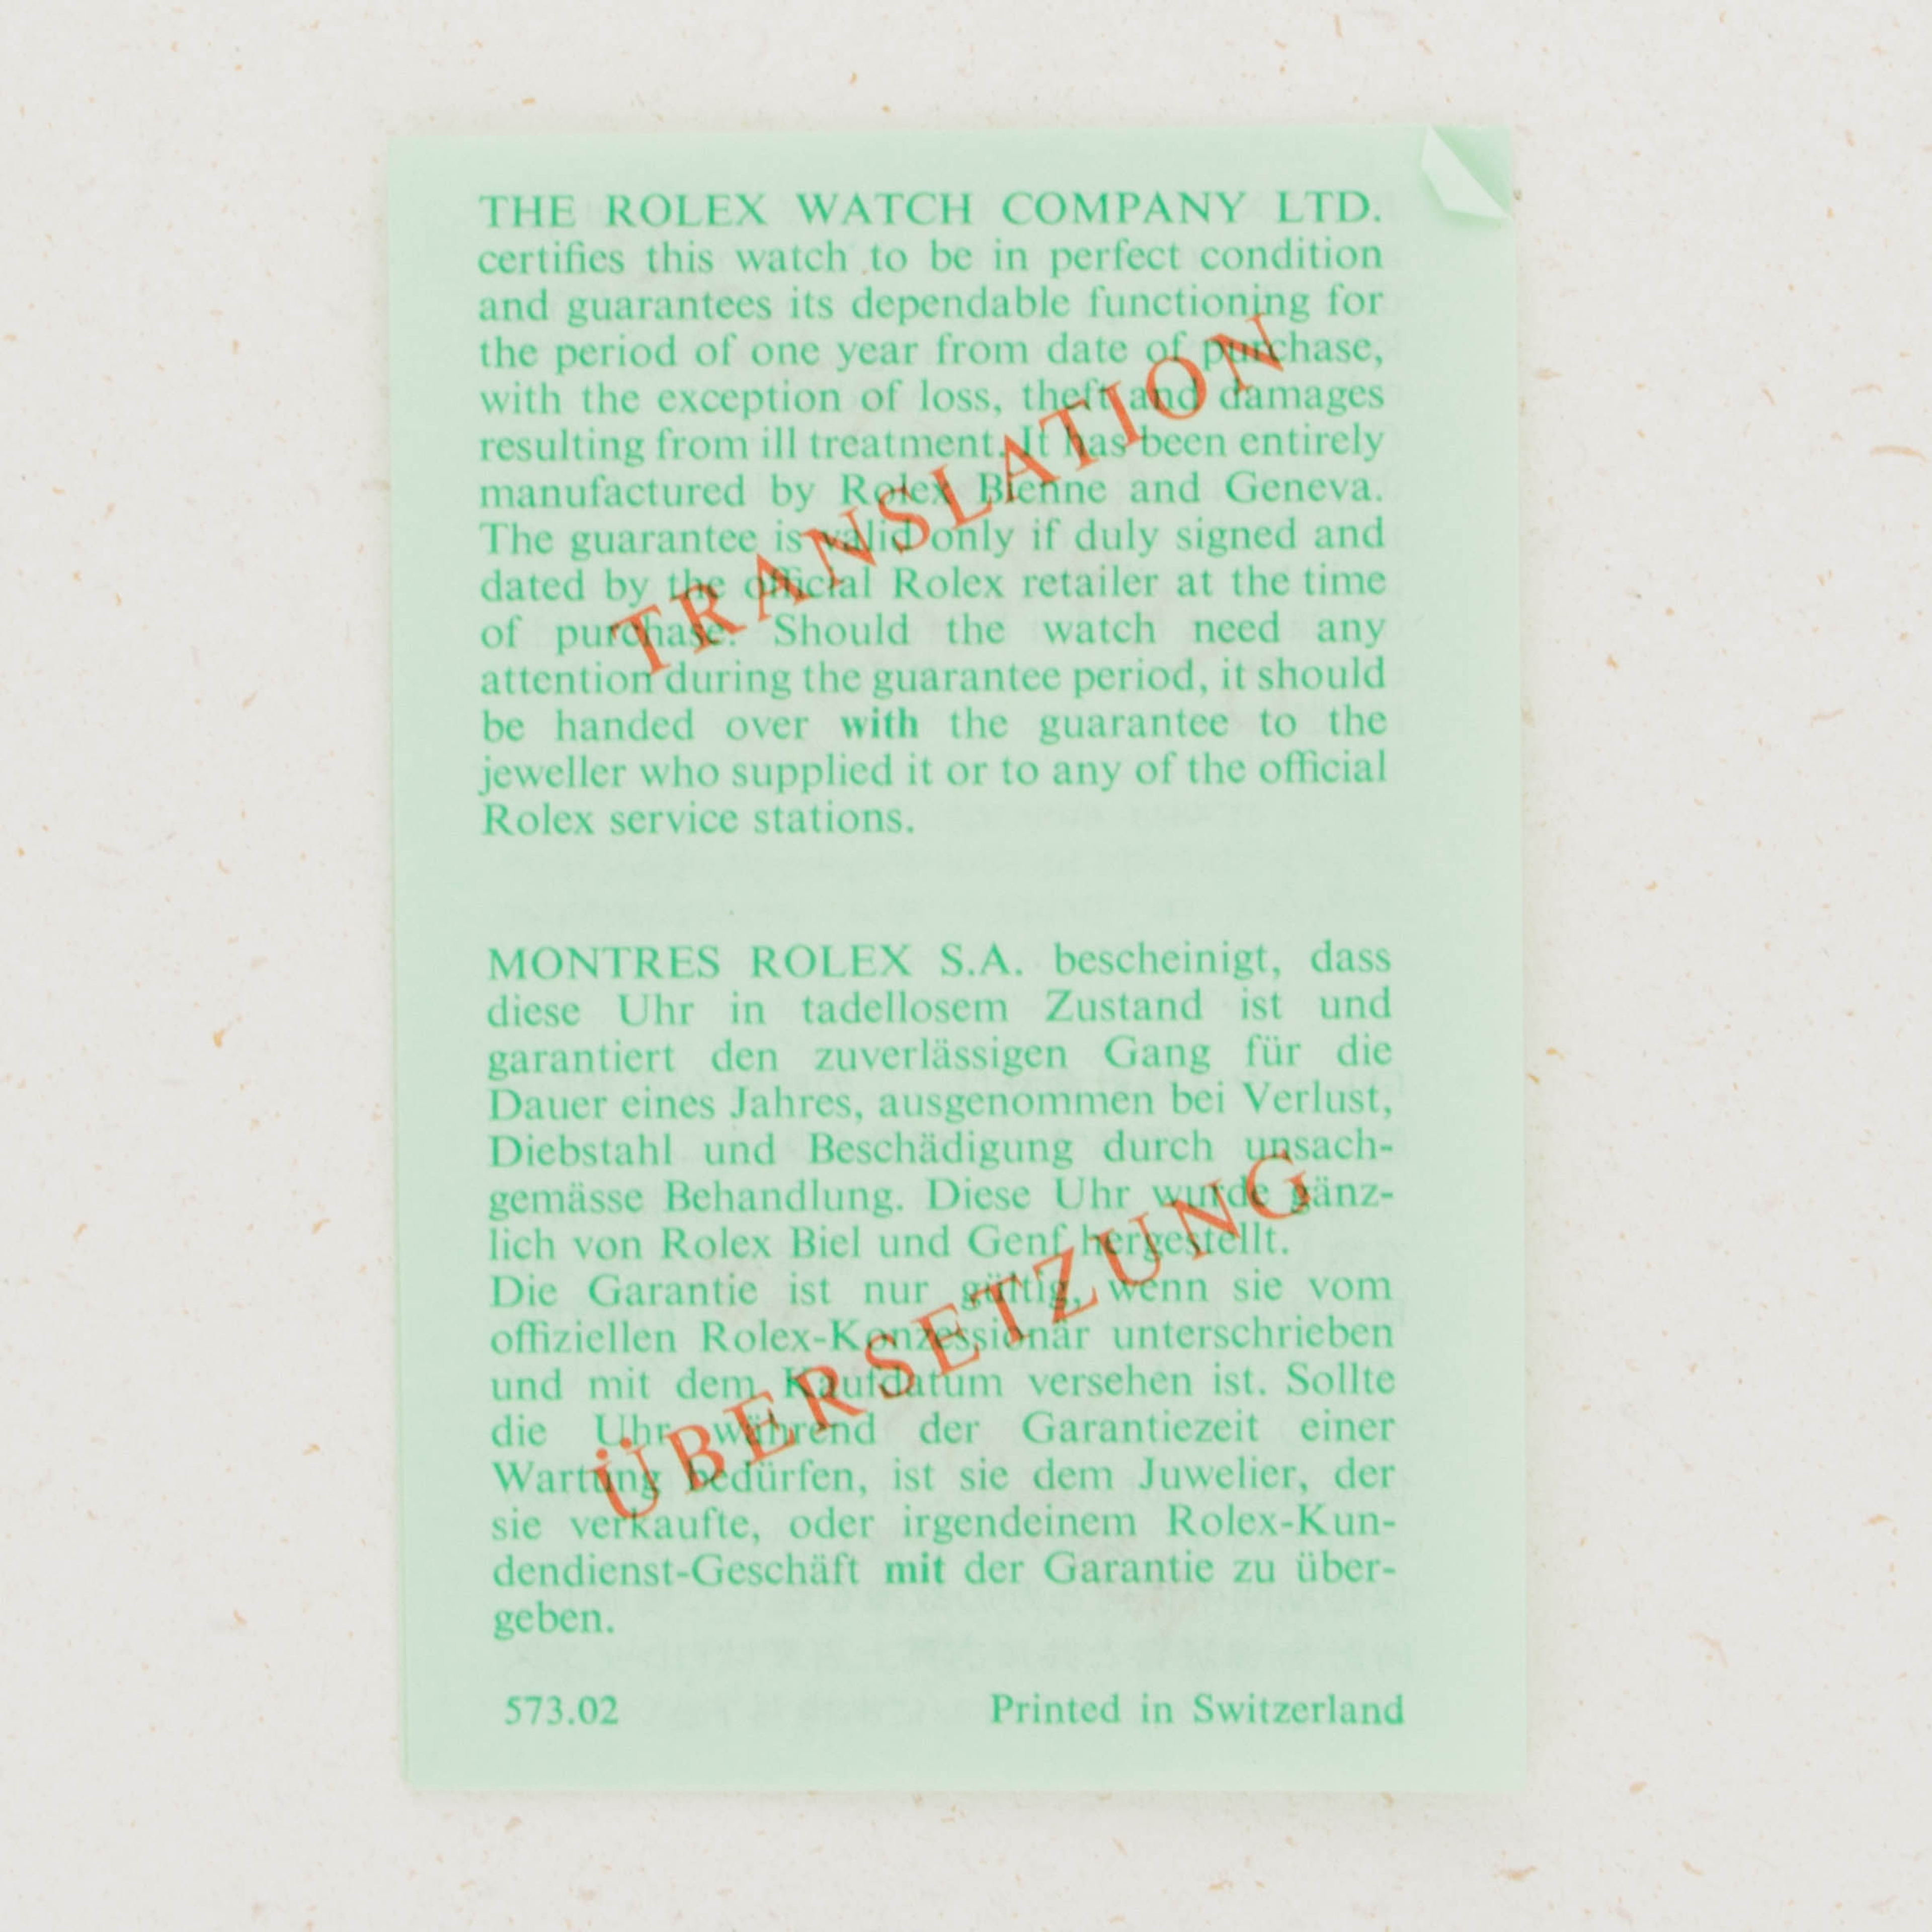 THE ROLEX WATCH COMPANY LTD.
certifies this watch to be in perfect condition
and guarantees its dependable functioning for
the period of one year from date of purchase,
with the exception of loss, theft and damages
resulting from ill treatment. It has been entirely
manufactured by Rolex Bienne and Geneva.
The guarantee is valid only if duly signed and
dated by the official Rolex retailer at the time
of purchase. Should the watch need any
attention during the guarantee period, it should
be handed over with the guarantee to the
jeweller who supplied it or to any of the official
Rolex service stations.
TRANSLATION
MONTRES ROLEX S.A. bescheinigt, dass
diese Uhr in tadellosem Zustand ist und
garantiert den zuverlässigen Gang für die
Dauer eines Jahres, ausgenommen bei Verlust,
Diebstahl und Beschädigung durch unsach-
gemässe Behandlung. Diese Uhr wurde gänz-
lich von Rolex Biel und Genf hergestellt.
Die Garantie ist nur gültig, wenn sie vom
offiziellen Rolex-Konzessionär unterschrieben
und mit dem Kaufdatum versehen ist. Sollte
die Uhr während der Garantiezeit einer
Wartung bedürfen, ist sie dem Juwelier, der
sie verkaufte, oder irgendeinem Rolex-Kun-
dendienst-Geschäft mit der Garantie zu über-
geben.
ÜBERSETZUNG
573.02 Printed in Switzerland